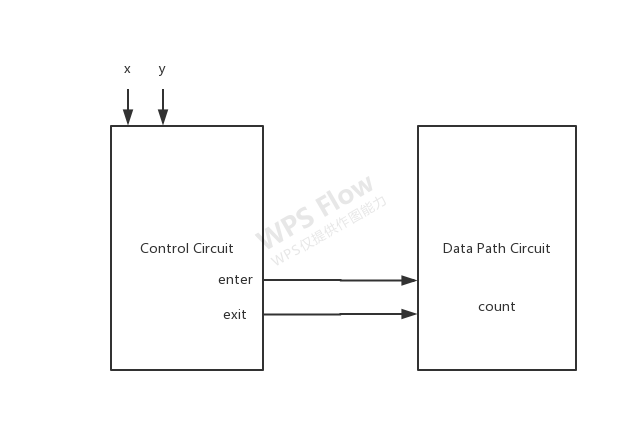 x y
WPS Flow
WPS仅提供作图能力
Control Circuit
Data Path Circuit
enter
exit
count